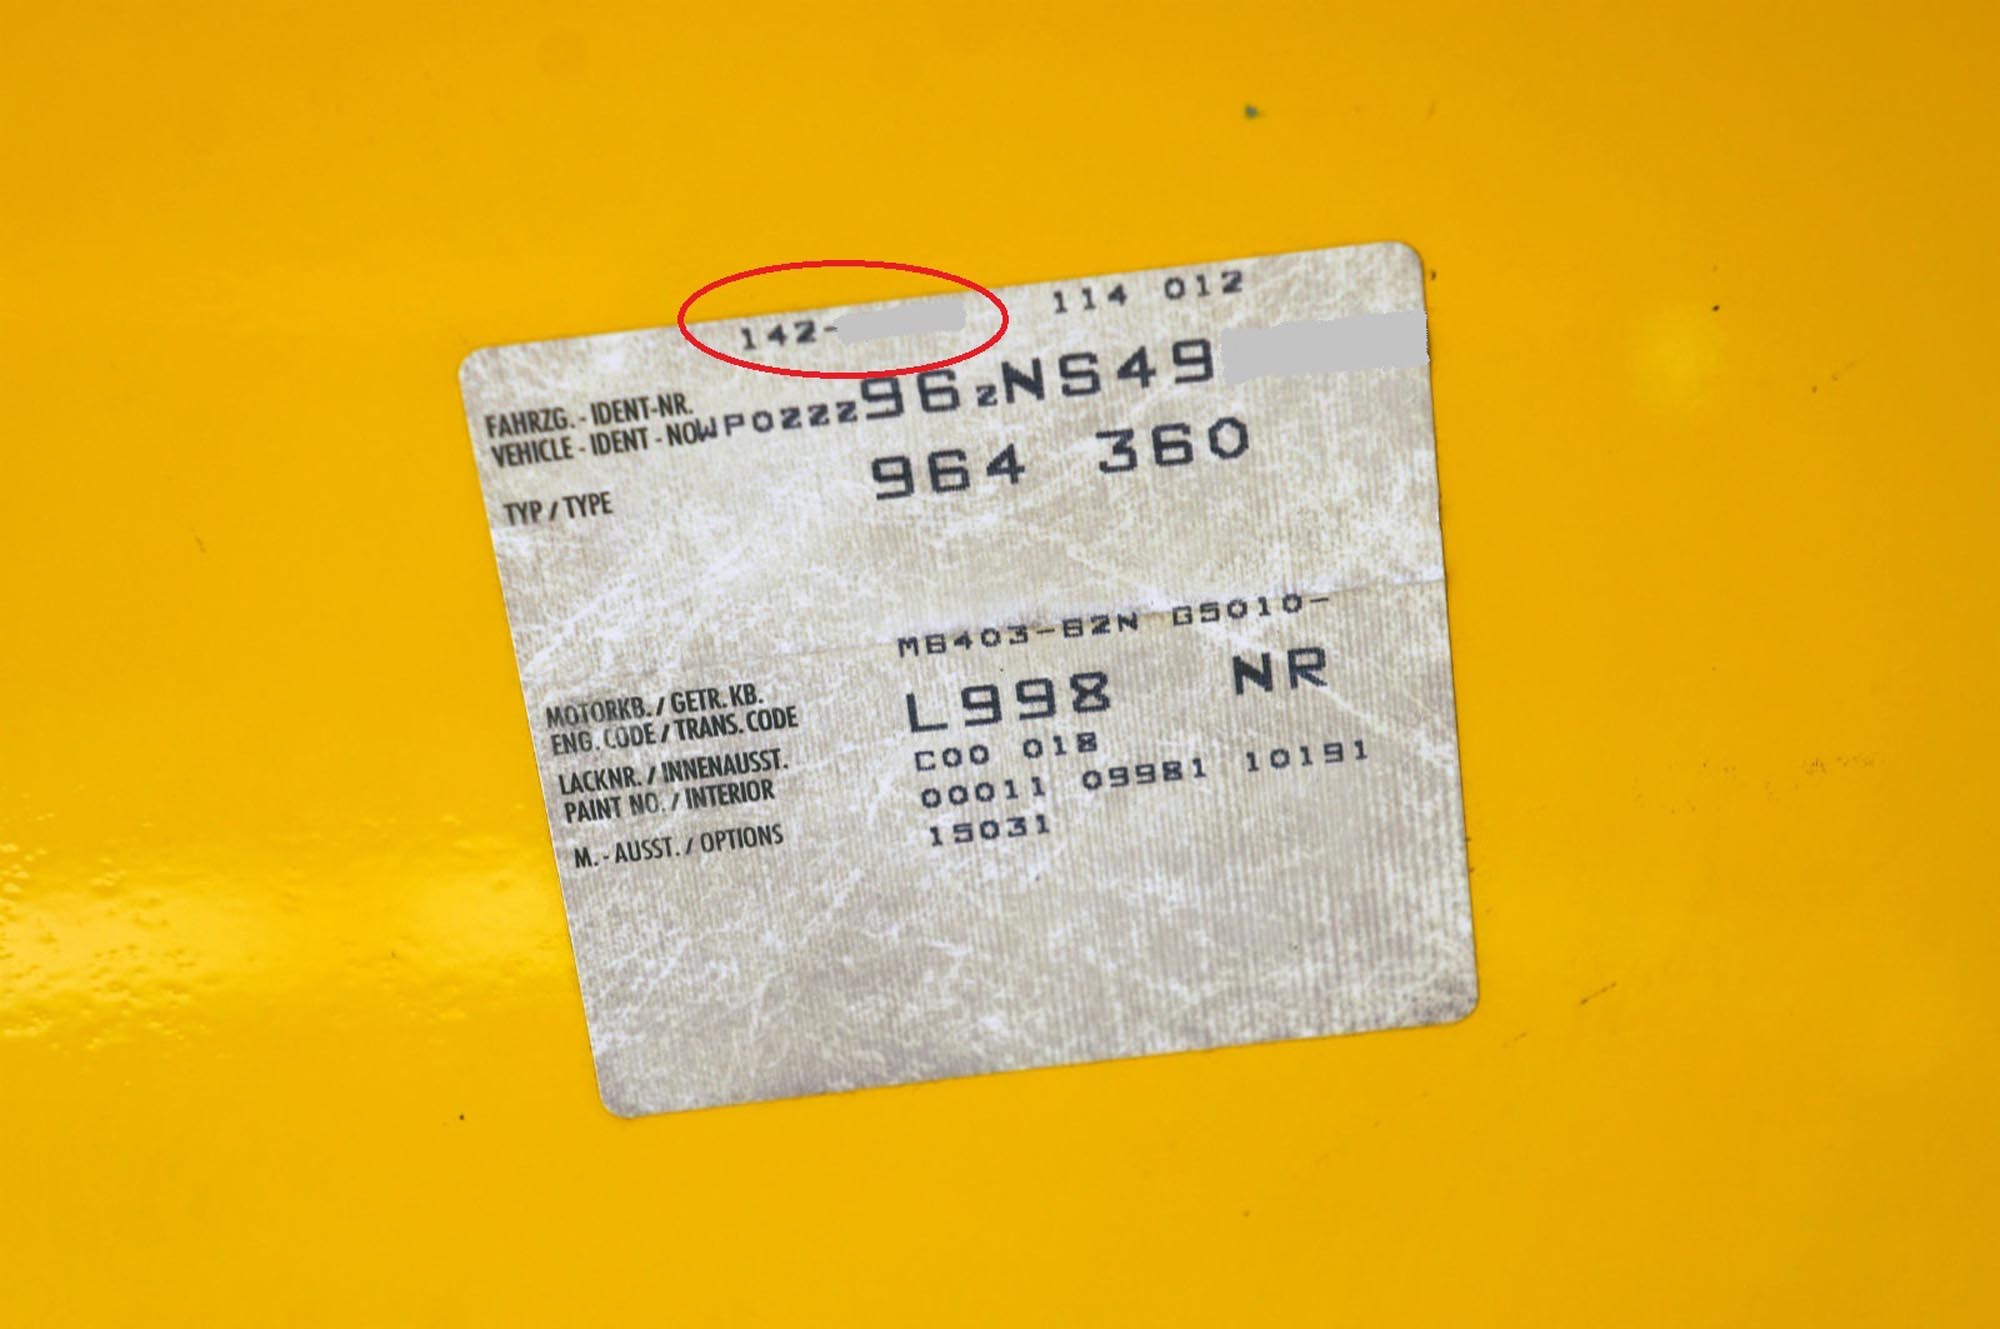 142- 114 012
FAHRZG. - IDENT-NR.
VEHICLE - IDENT - NO WP0ZZZ96ZNS49
TYP / TYPE 964 360
M6403-62N G5010-
MOTORKB. / GETR. KB.
ENG. CODE / TRANS. CODE L998 NR
LACKNR. / INNENAUSST. C00 018
PAINT NO. / INTERIOR 00011 09981 10191
M. - AUSST. / OPTIONS 15031